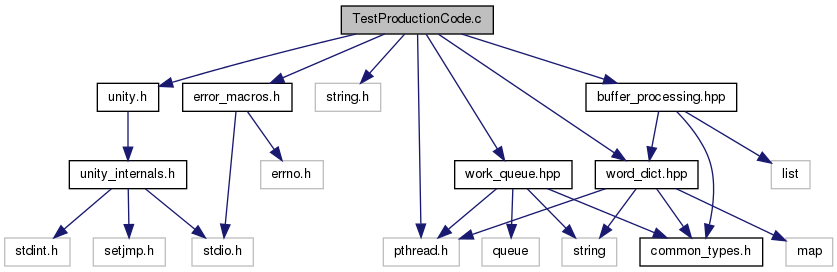 TestProductionCode.c
unity.h
error_macros.h
string.h
buffer_processing.hpp
unity_internals.h
errno.h
work_queue.hpp
word_dict.hpp
list
stdint.h
setjmp.h
stdio.h
pthread.h
queue
string
common_types.h
map